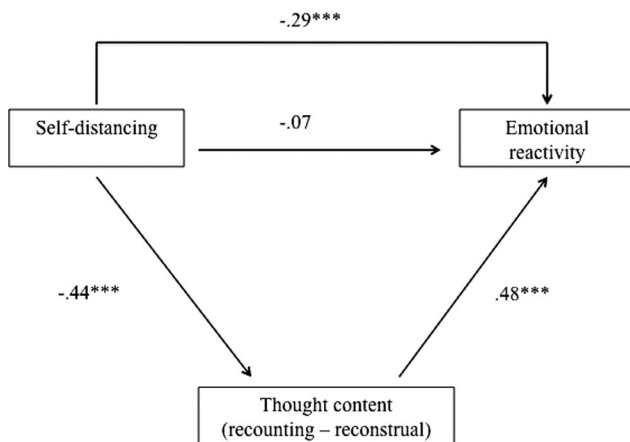 -.29***
Self-distancing
-.07
Emotional
reactivity
-.44***
.48***
Thought content
(recounting – reconstrual)